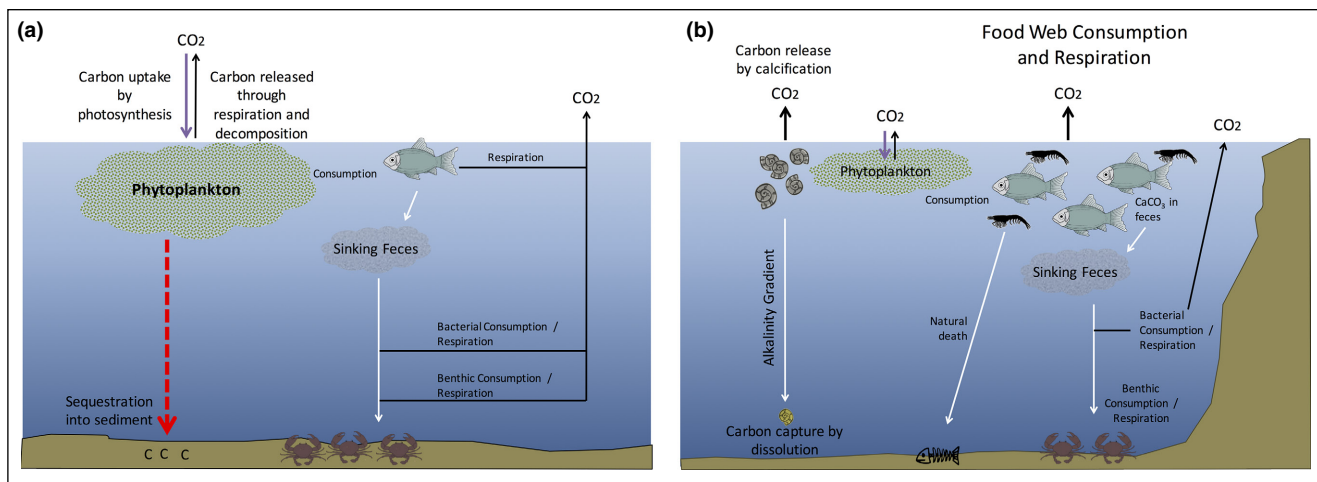 (a)
CO2
Carbon uptake
by
photosynthesis
Carbon released
through
respiration and
decomposition
CO2
Phytoplankton
Consumption
Respiration
Sinking Feces
Bacterial Consumption /
Respiration
Benthic Consumption /
Respiration
Sequestration
into sediment
C C C
(b)
Carbon release
by calcification
CO2
Food Web Consumption
and Respiration
CO2
CO2
CO2
Phytoplankton
Consumption
CaCO₃ in
feces
Sinking Feces
Alkalinity Gradient
Natural
death
Bacterial
Consumption /
Respiration
Benthic Consumption
/ Respiration
Carbon capture by
dissolution